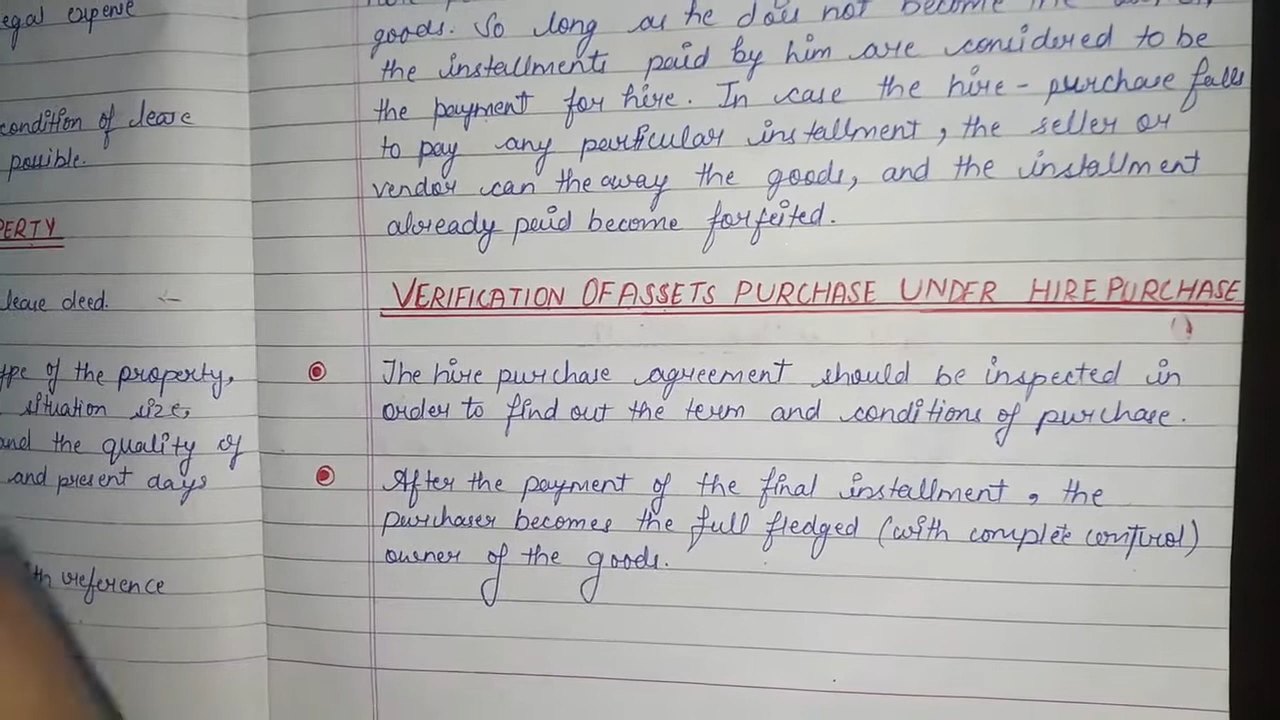 egal expense
condition of lease
possible.
PERTY
lease deed.
ype of the property,
situation size,
and the quality of
and present days
th reference
goods. So long as he does not become the
the installments paid by him are considered to be
the payment for hire. In case the hire - purchase falls
to pay any particular installment, the seller or
vendor can the away the goods, and the installment
already paid become forfeited.
VERIFICATION OF ASSETS PURCHASE UNDER HIRE PURCHASE
The hire purchase agreement should be inspected in
order to find out the term and conditions of purchase.
After the payment of the final installment, the
purchaser becomes the full fledged (with complete control)
owner of the goods.